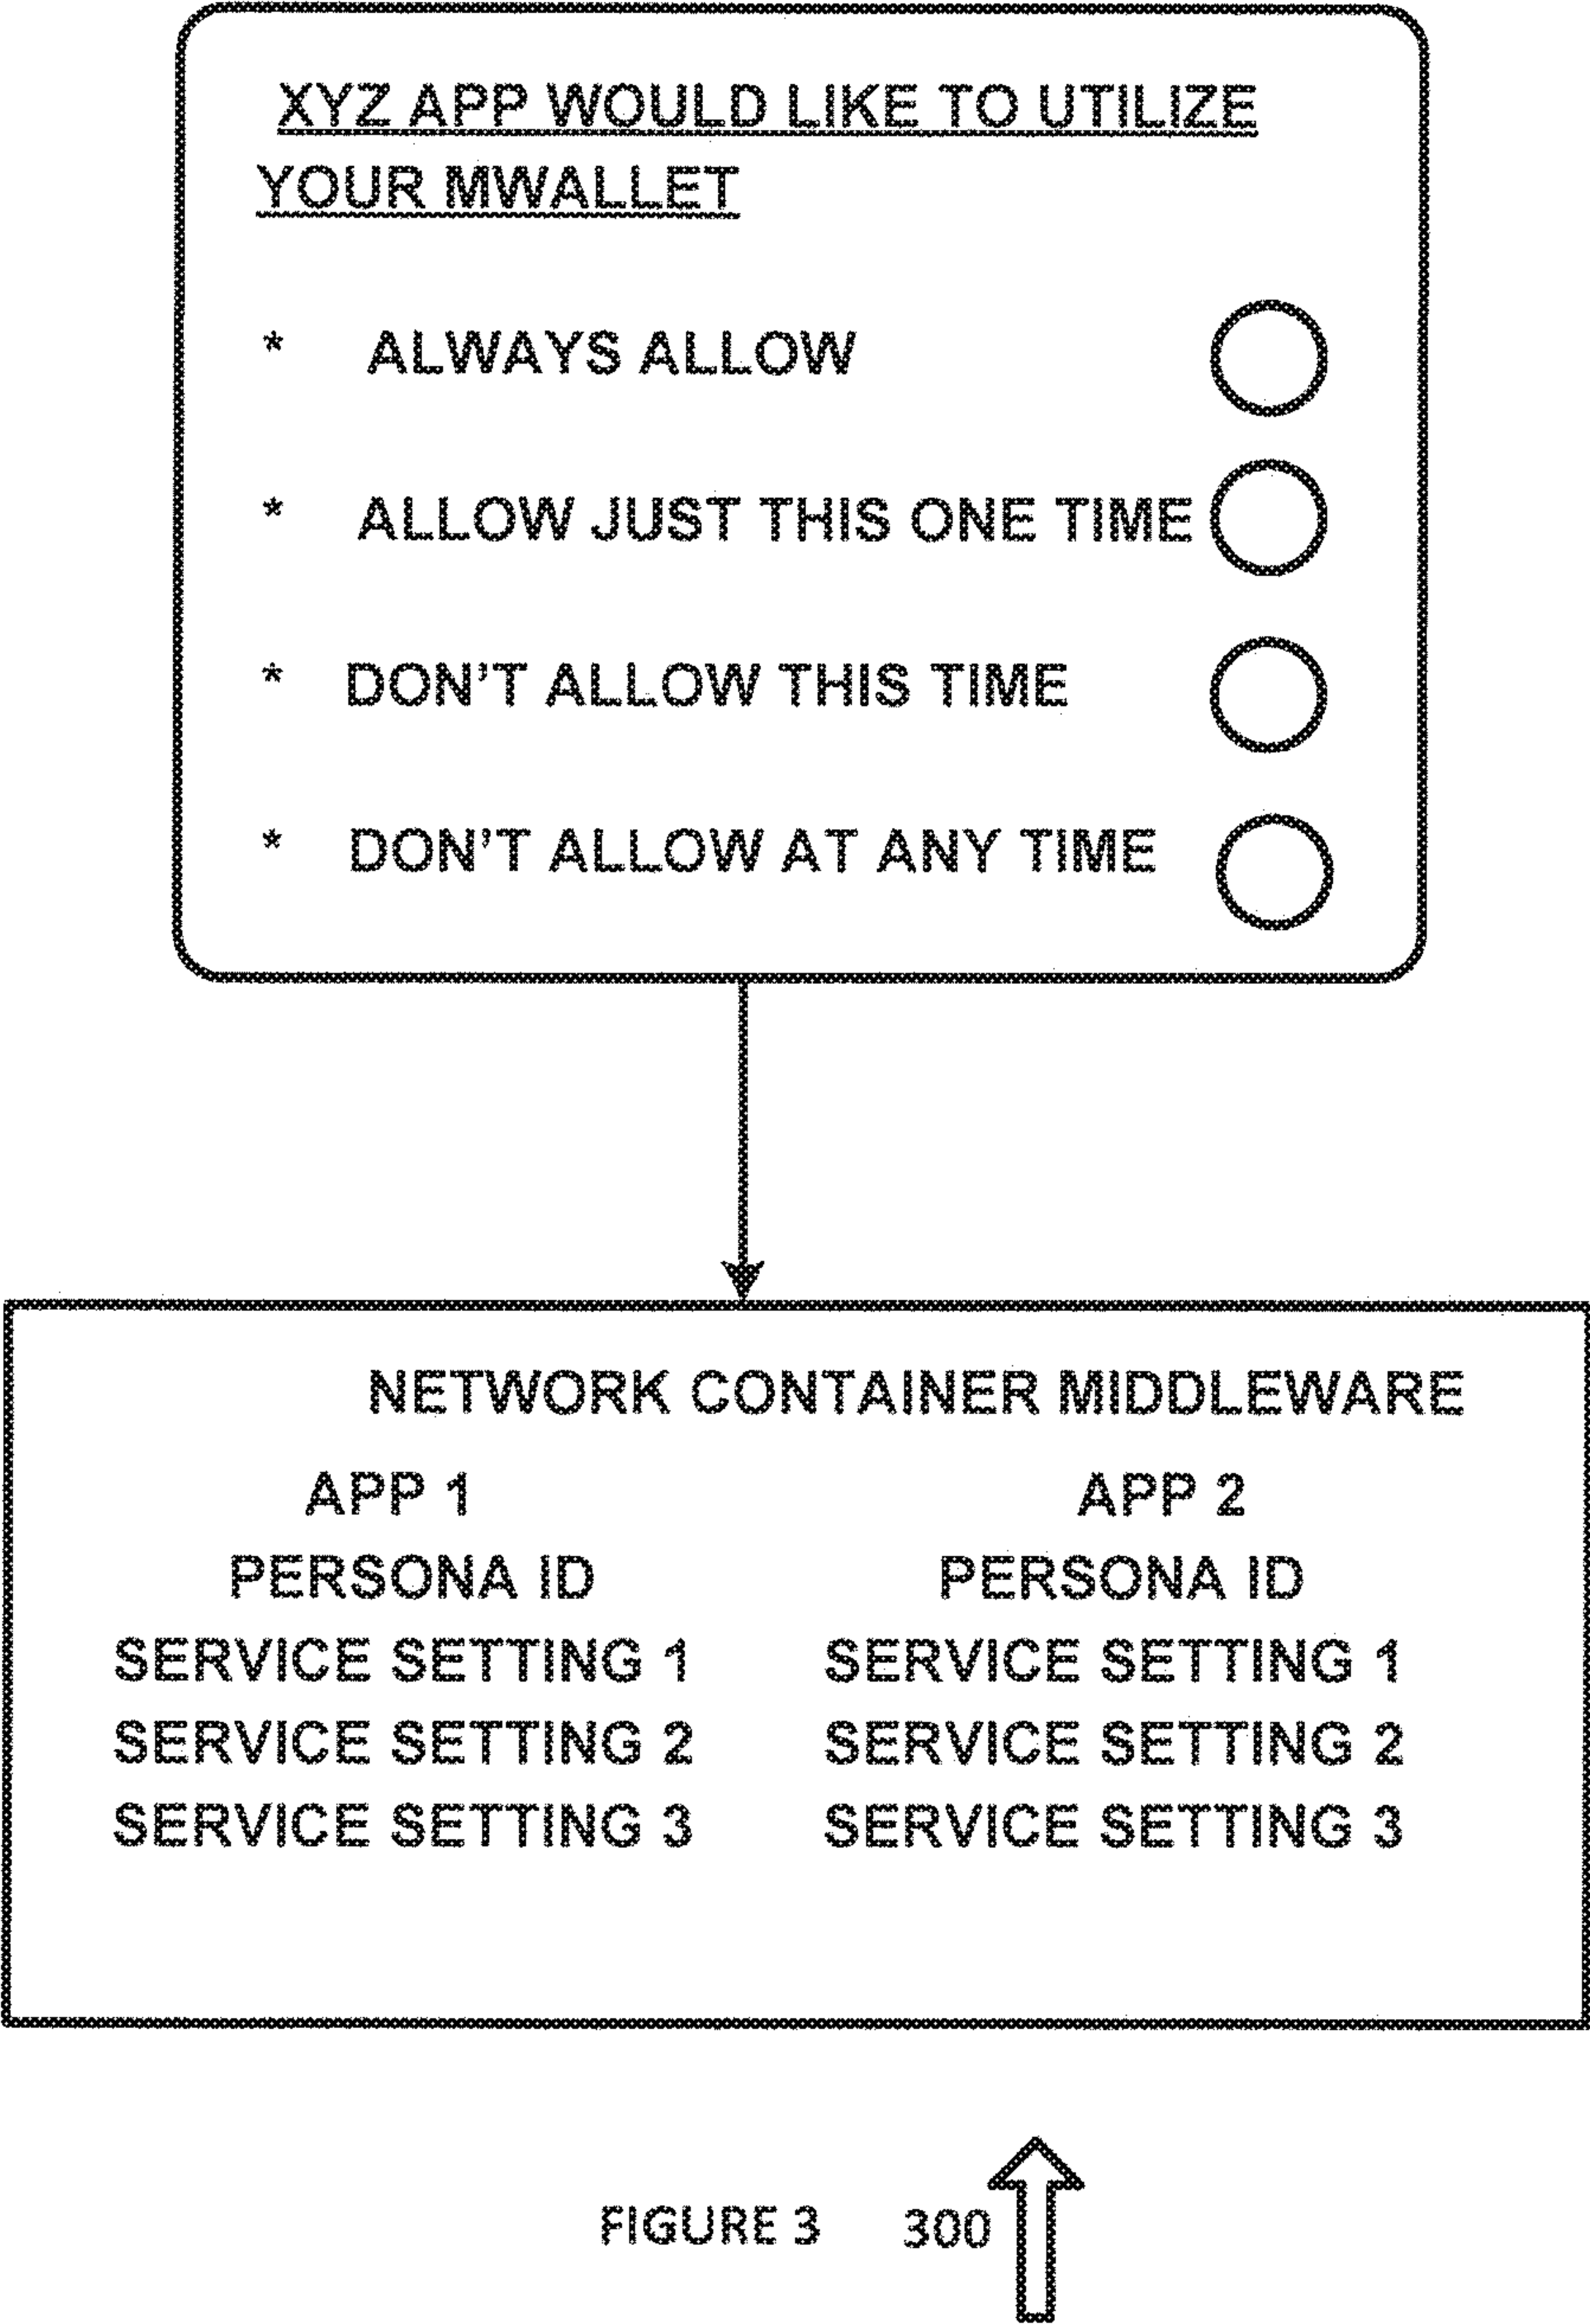 XYZ APP WOULD LIKE TO UTILIZE
YOUR MWALLET
* ALWAYS ALLOW
* ALLOW JUST THIS ONE TIME
* DON'T ALLOW THIS TIME
* DON'T ALLOW AT ANY TIME
NETWORK CONTAINER MIDDLEWARE
APP 1 APP 2
PERSONA ID PERSONA ID
SERVICE SETTING 1 SERVICE SETTING 1
SERVICE SETTING 2 SERVICE SETTING 2
SERVICE SETTING 3 SERVICE SETTING 3
FIGURE 3 300